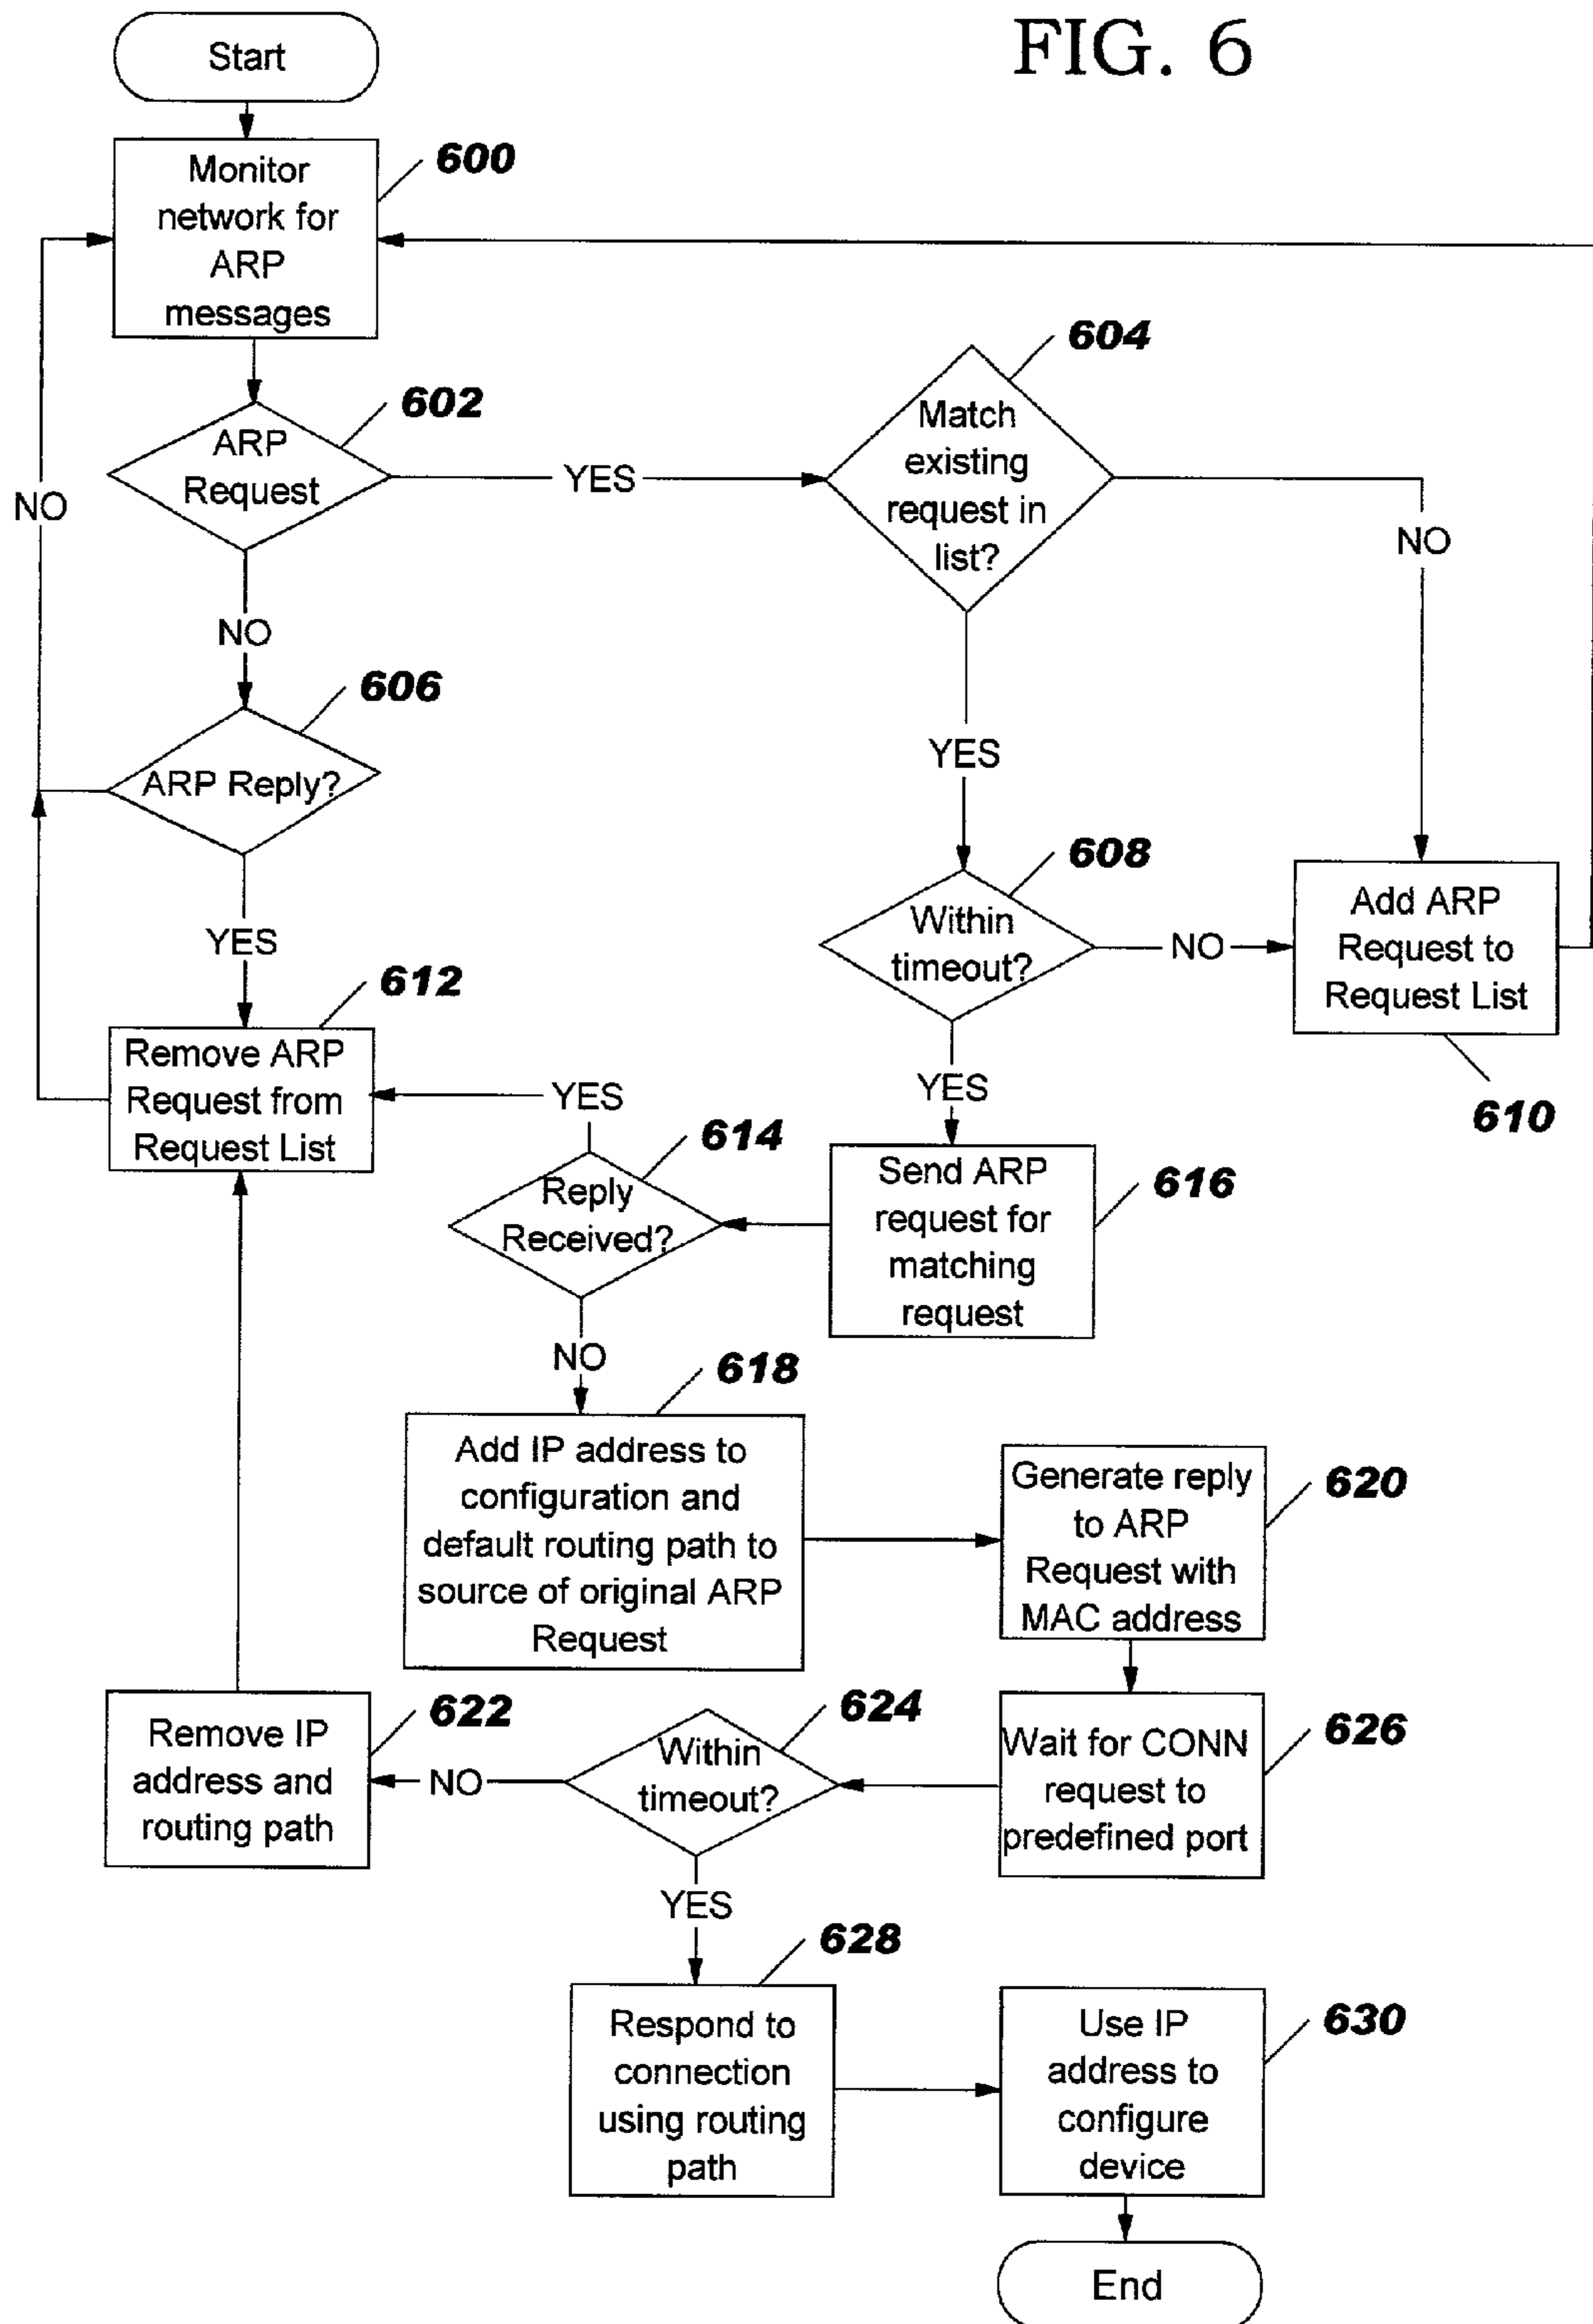 FIG. 6
Start
Monitor
network for
ARP
messages
600
ARP
Request
602
YES
Match
existing
request in
list?
604
NO
NO
NO
YES
ARP Reply?
606
YES
Within
timeout?
608
NO
Add ARP
Request to
Request List
610
YES
Remove ARP
Request from
Request List
612
YES
Reply
Received?
614
Send ARP
request for
matching
request
616
NO
Add IP address to
configuration and
default routing path to
source of original ARP
Request
618
Generate reply
to ARP
Request with
MAC address
620
Remove IP
address and
routing path
622
NO
Within
timeout?
624
Wait for CONN
request to
predefined port
626
YES
Respond to
connection
using routing
path
628
Use IP
address to
configure
device
630
End